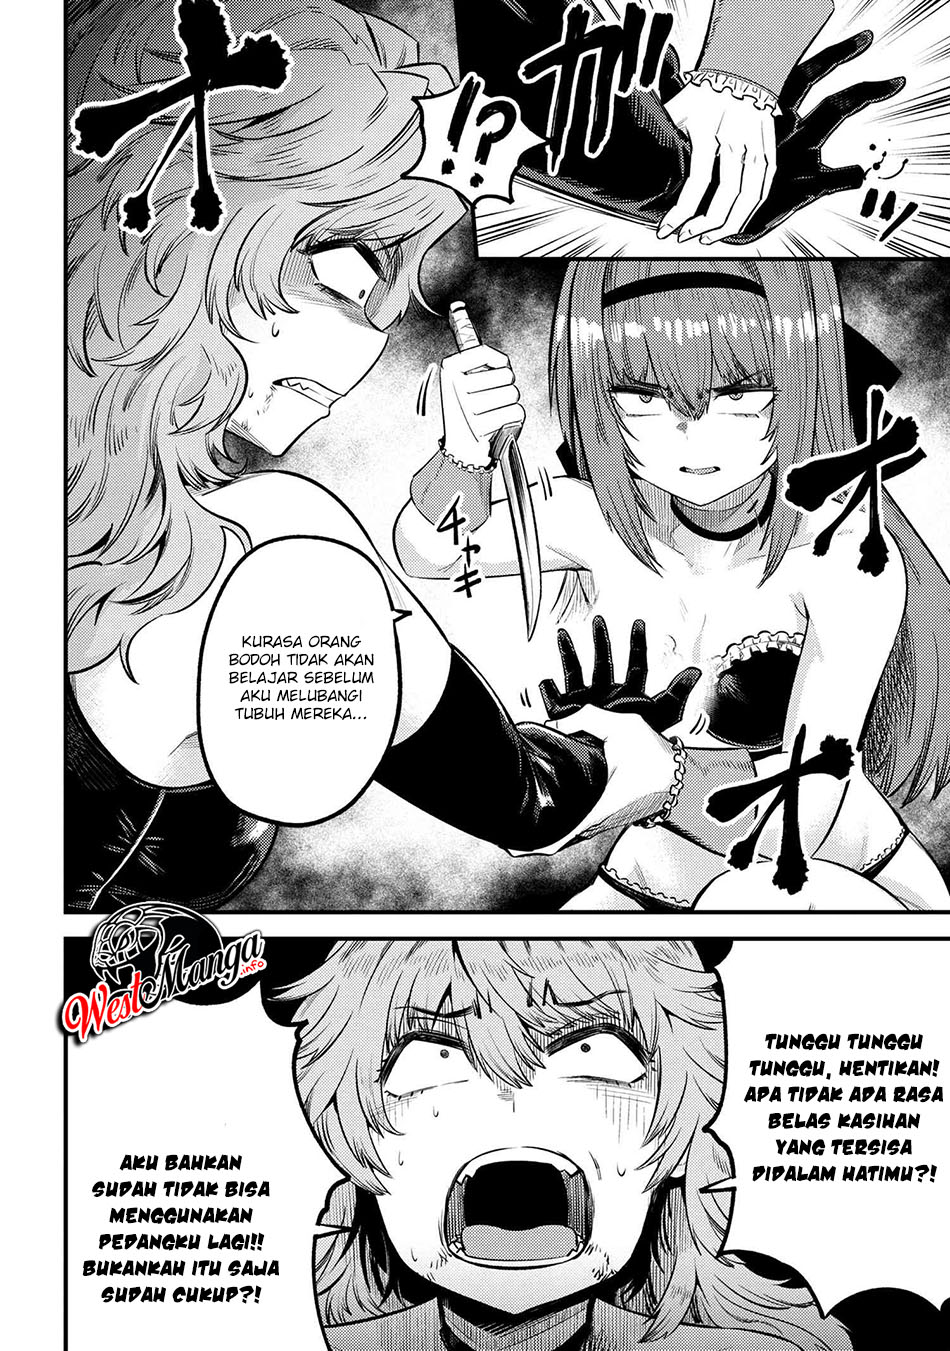 ガッ
!?
オ
オ
オ
チャキ
KURASA ORANG
BODOH TIDAK AKAN
BELAJAR SEBELUM
AKU MELUBANGI
TUBUH MEREKA...
WestManga
.info
TUNGGU TUNGGU
TUNGGU, HENTIKAN!
APA TIDAK ADA RASA
BELAS KASIHAN
YANG TERSISA
DIDALAM HATIMU?!
AKU BAHKAN
SUDAH TIDAK BISA
MENGGUNAKAN
PEDANGKU LAGI!!
BUKANKAH ITU SAJA
SUDAH CUKUP?!